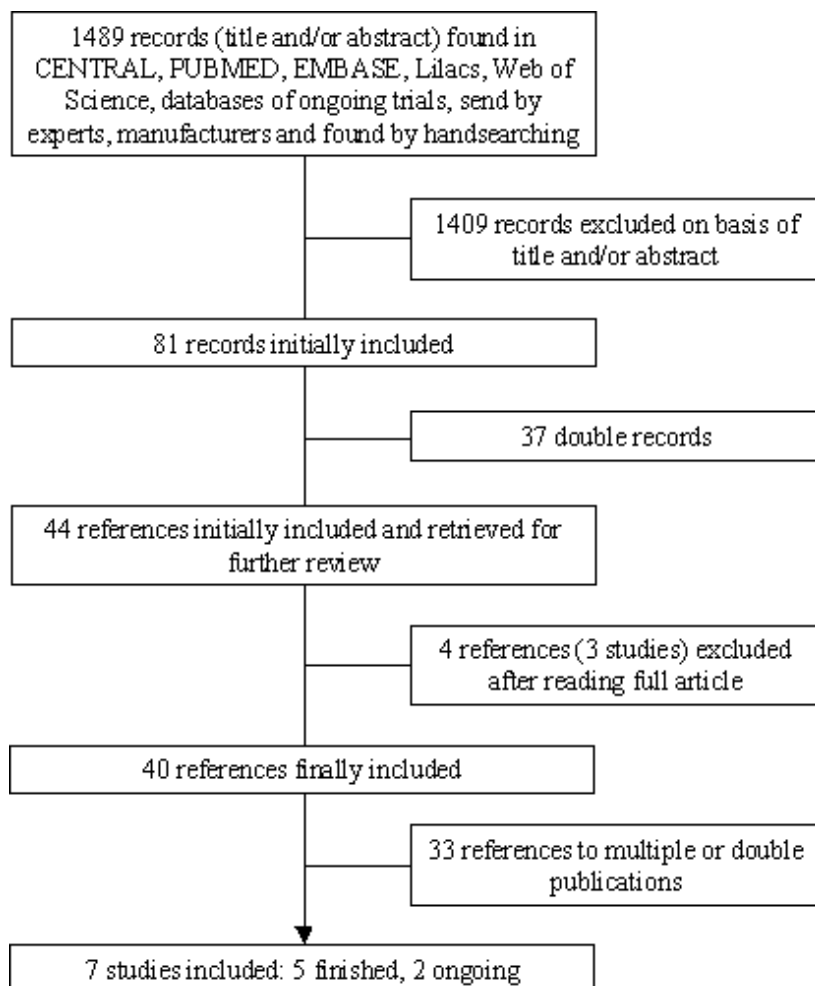 1489 records (title and/or abstract) found in
CENTRAL, PUBMED, EMBASE, Lilacs, Web of
Science, databases of ongoing trials, send by
experts, manufacturers and found by handsearching
1409 records excluded on basis of
title and/or abstract
81 records initially included
37 double records
44 references initially included and retrieved for
further review
4 references (3 studies) excluded
after reading full article
40 references finally included
33 references to multiple or double
publications
7 studies included: 5 finished, 2 ongoing